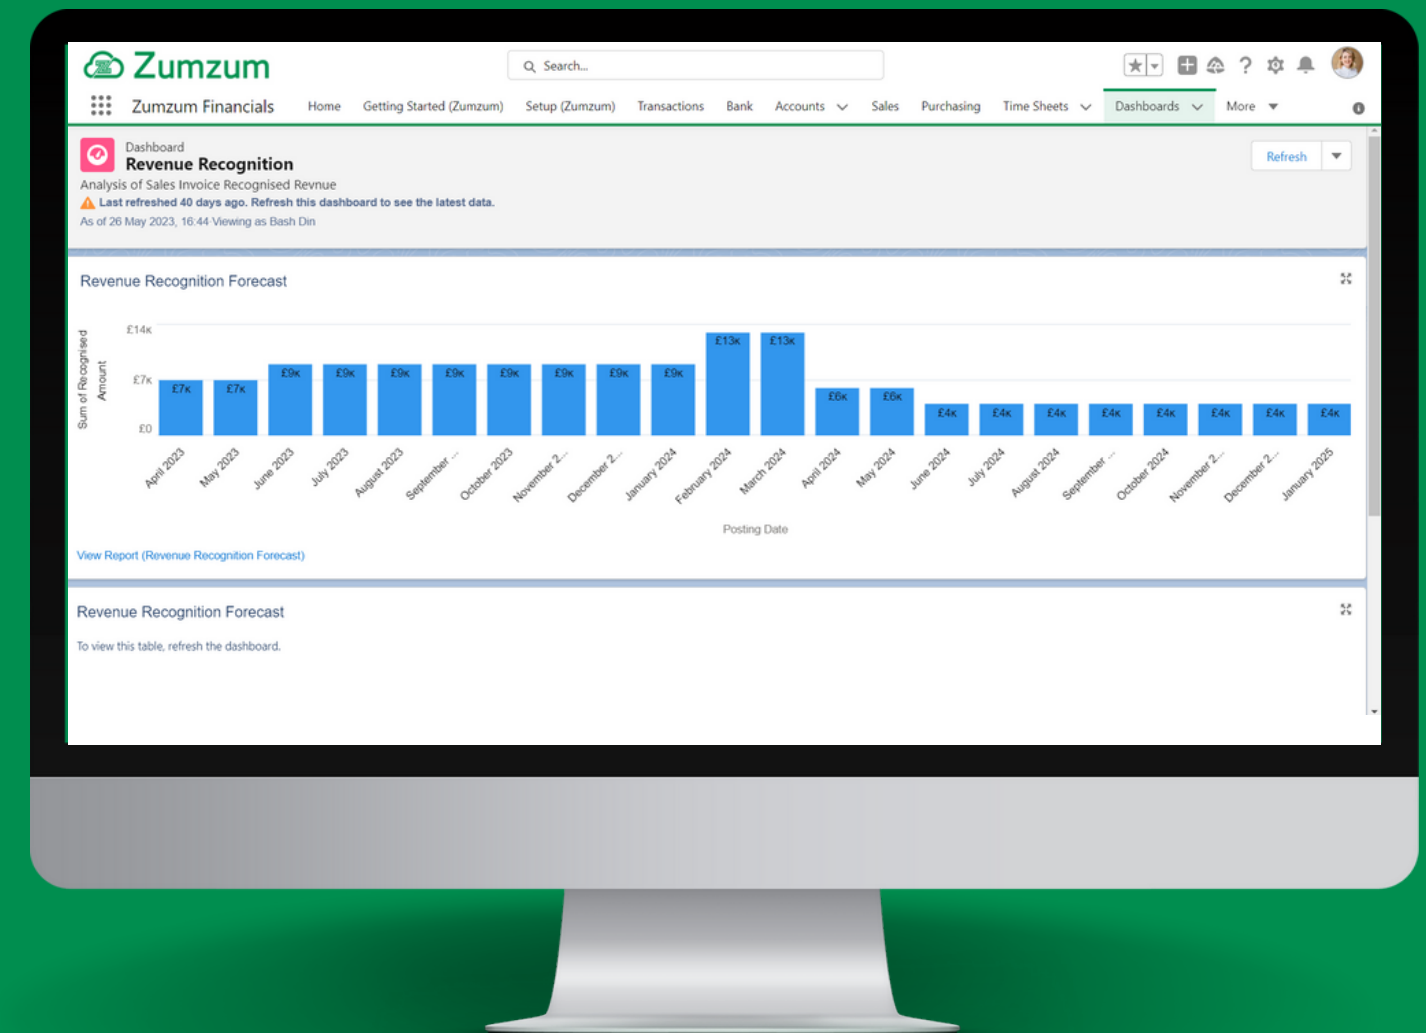 Zumzum
Search...
Zumzum Financials Home Getting Started (Zumzum) Setup (Zumzum) Transactions Bank Accounts Sales Purchasing Time Sheets Dashboards More
Dashboard
Revenue Recognition
Refresh
Analysis of Sales Invoice Recognised Revnue
Last refreshed 40 days ago. Refresh this dashboard to see the latest data.
As of 26 May 2023, 16:44·Viewing as Bash Din
Revenue Recognition Forecast
Sum of Recognised
Amount
£14K
£7K
£0
£7K £7K £9K £9K £9K £9K £9K £9K £9K £9K £13K £13K £6K £6K £4K £4K £4K £4K £4K £4K £4K £4K
April 2023 May 2023 June 2023 July 2023 August 2023 September ... October 2023 November 2... December 2... January 2024 February 2024 March 2024 April 2024 May 2024 June 2024 July 2024 August 2024 September ... October 2024 November 2... December 2... January 2025
Posting Date
View Report (Revenue Recognition Forecast)
Revenue Recognition Forecast
To view this table, refresh the dashboard.